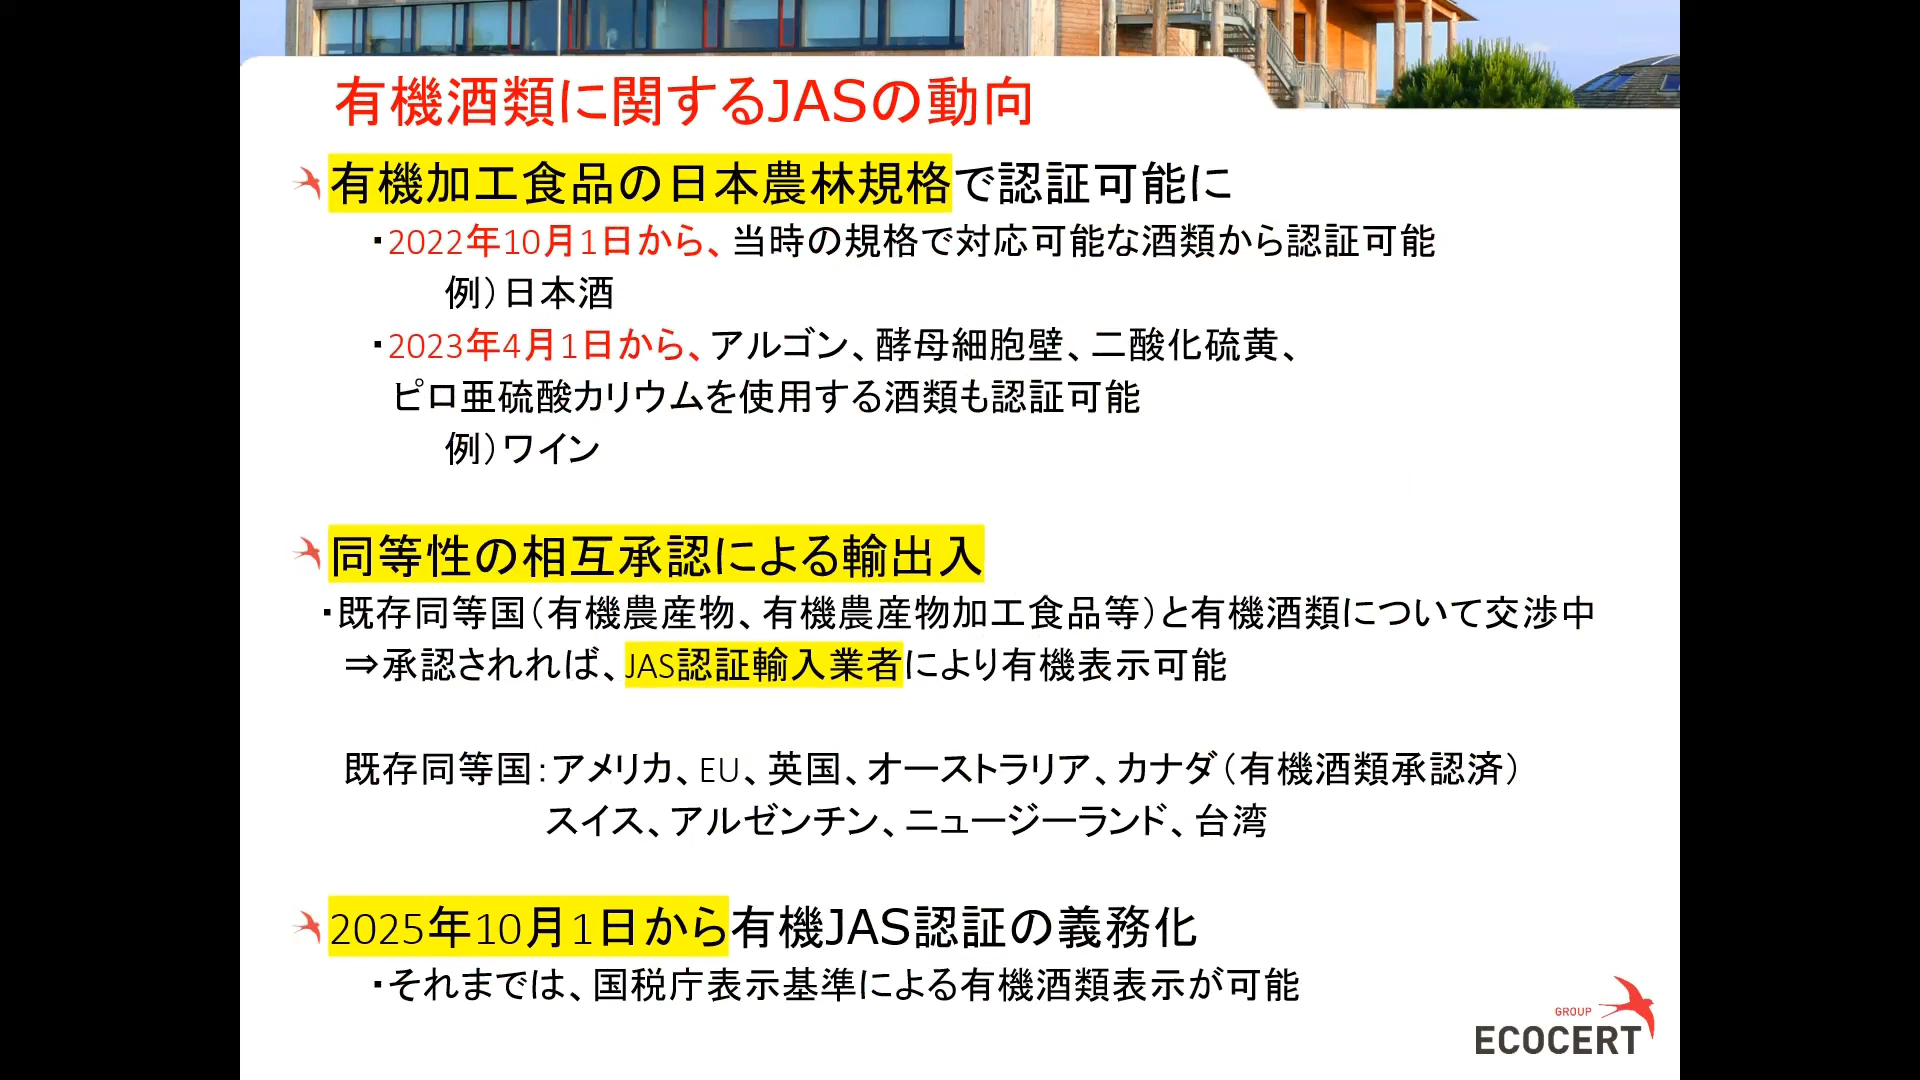 有機酒類に関するJASの動向
有機加工食品の日本農林規格で認証可能に
・2022年10月1日から、当時の規格で対応可能な酒類から認証可能
例）日本酒
・2023年4月1日から、アルゴン、酵母細胞壁、二酸化硫黄、
ピロ亜硫酸カリウムを使用する酒類も認証可能
例）ワイン
同等性の相互承認による輸出入
・既存同等国（有機農産物、有機農産物加工食品等）と有機酒類について交渉中
⇒承認されれば、JAS認証輸入業者により有機表示可能
既存同等国：アメリカ、EU、英国、オーストラリア、カナダ（有機酒類承認済）
スイス、アルゼンチン、ニュージーランド、台湾
2025年10月1日から有機JAS認証の義務化
・それまでは、国税庁表示基準による有機酒類表示が可能
GROUP
ECOCERT